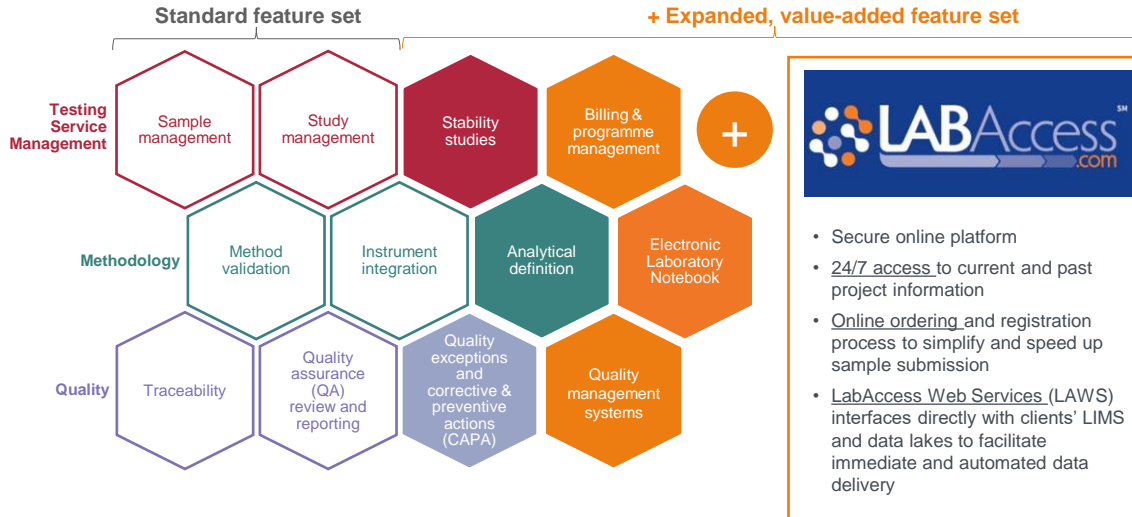 Standard feature set
+ Expanded, value-added feature set
Testing
Service
Management
Sample
management
Study
management
Stability
studies
Billing &
programme
management
+
Methodology
Method
validation
Instrument
integration
Analytical
definition
Electronic
Laboratory
Notebook
Quality
Traceability
Quality
assurance
(QA)
review and
reporting
Quality
exceptions
and
corrective &
preventive
actions
(CAPA)
Quality
management
systems
LABAccess℠
.com
• Secure online platform
• 24/7 access to current and past
project information
• Online ordering and registration
process to simplify and speed up
sample submission
• LabAccess Web Services (LAWS)
interfaces directly with clients’ LIMS
and data lakes to facilitate
immediate and automated data
delivery